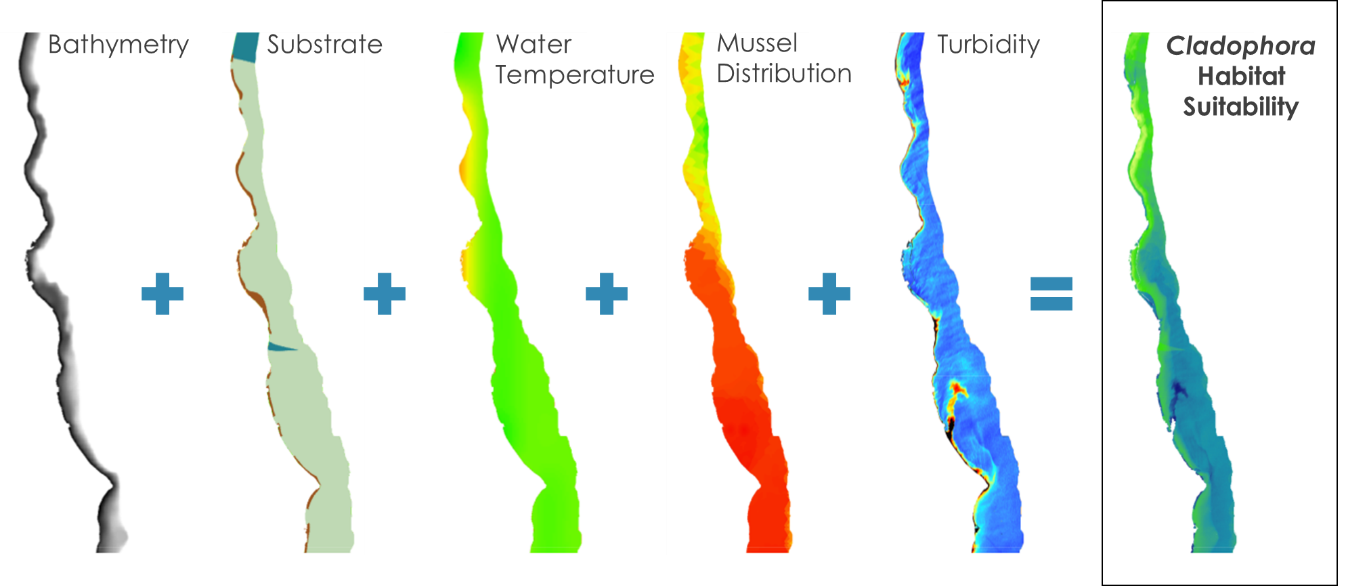 Bathymetry
Substrate
Water
Temperature
Mussel
Distribution
Turbidity
Cladophora
Habitat
Suitability